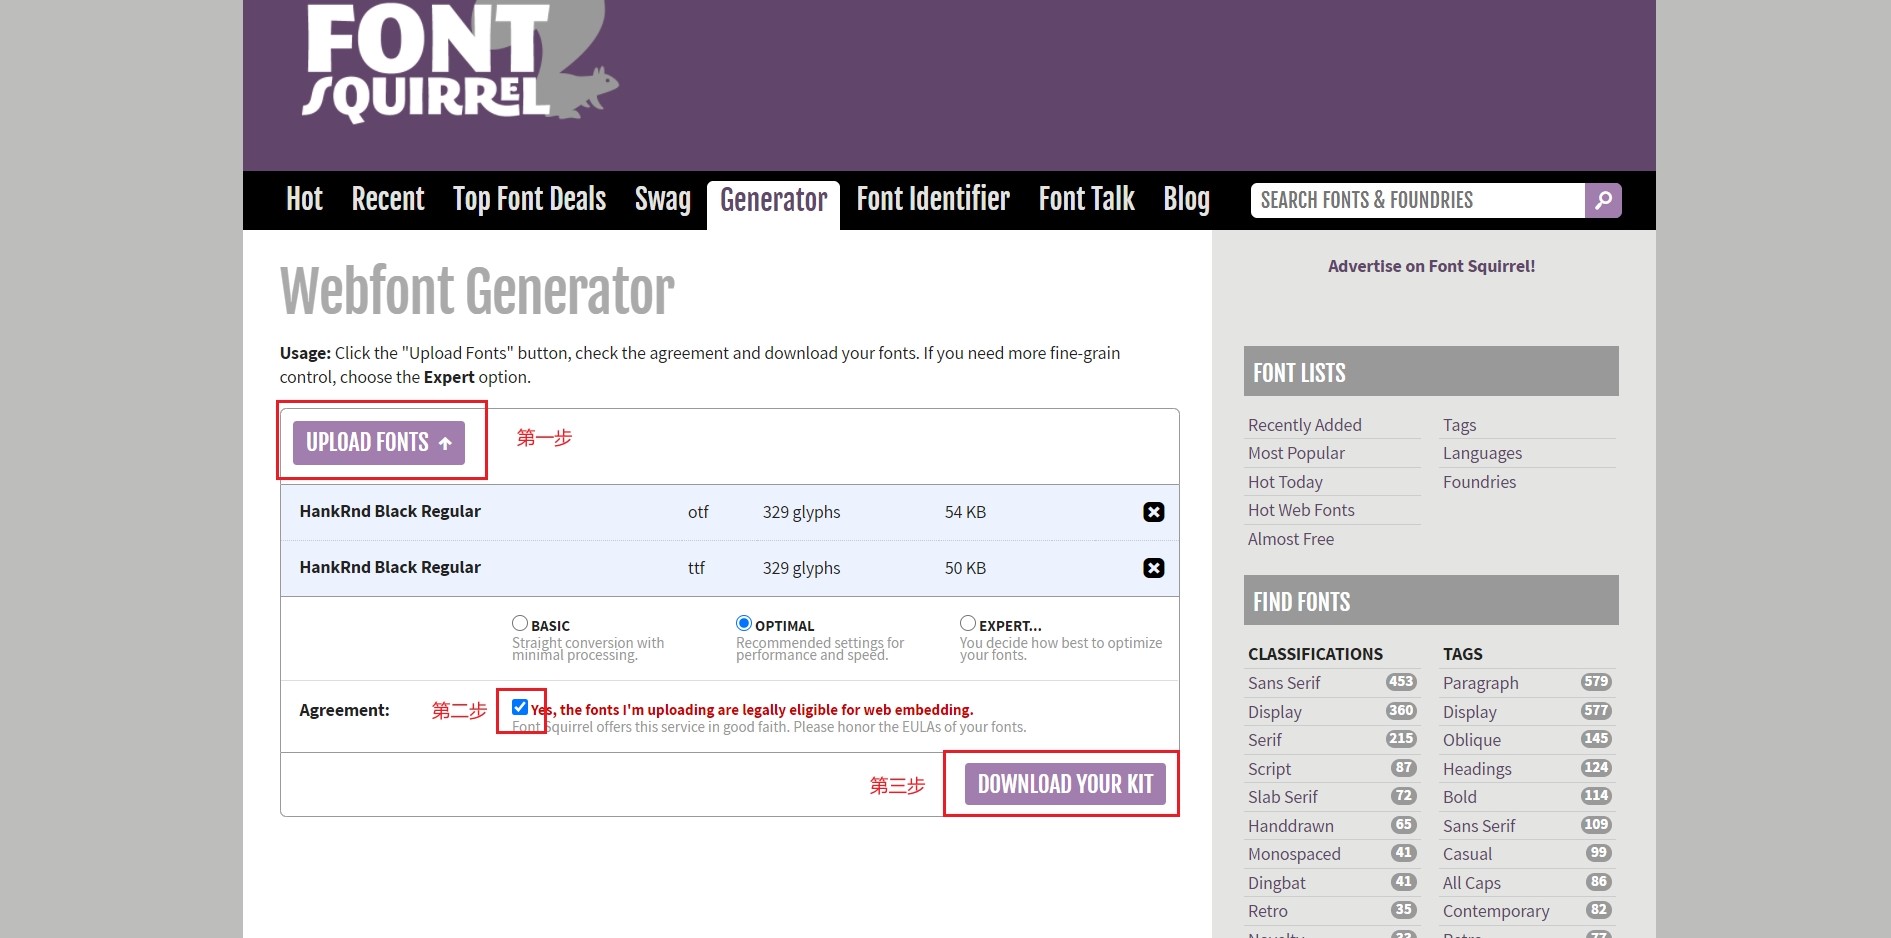 FONT
SQUIRREL
Hot Recent Top Font Deals Swag Generator Font Identifier Font Talk Blog SEARCH FONTS & FOUNDRIES
Webfont Generator
Usage: Click the "Upload Fonts" button, check the agreement and download your fonts. If you need more fine-grain
control, choose the Expert option.
UPLOAD FONTS 第一步
HankRnd Black Regular otf 329 glyphs 54 KB
HankRnd Black Regular ttf 329 glyphs 50 KB
BASIC
Straight conversion with
minimal processing.
OPTIMAL
Recommended settings for
performance and speed.
EXPERT...
You decide how best to optimize
your fonts.
Agreement: 第二步 Yes, the fonts I'm uploading are legally eligible for web embedding.
Font Squirrel offers this service in good faith. Please honor the EULAs of your fonts.
第三步 DOWNLOAD YOUR KIT
Advertise on Font Squirrel!
FONT LISTS
Recently Added
Most Popular
Hot Today
Hot Web Fonts
Almost Free
Tags
Languages
Foundries
FIND FONTS
CLASSIFICATIONS
Sans Serif 453
Display 360
Serif 215
Script 87
Slab Serif 72
Handdrawn 65
Monospaced 41
Dingbat 41
Retro 35
TAGS
Paragraph 579
Display 577
Oblique 145
Headings 124
Bold 114
Sans Serif 109
Casual 99
All Caps 86
Contemporary 82